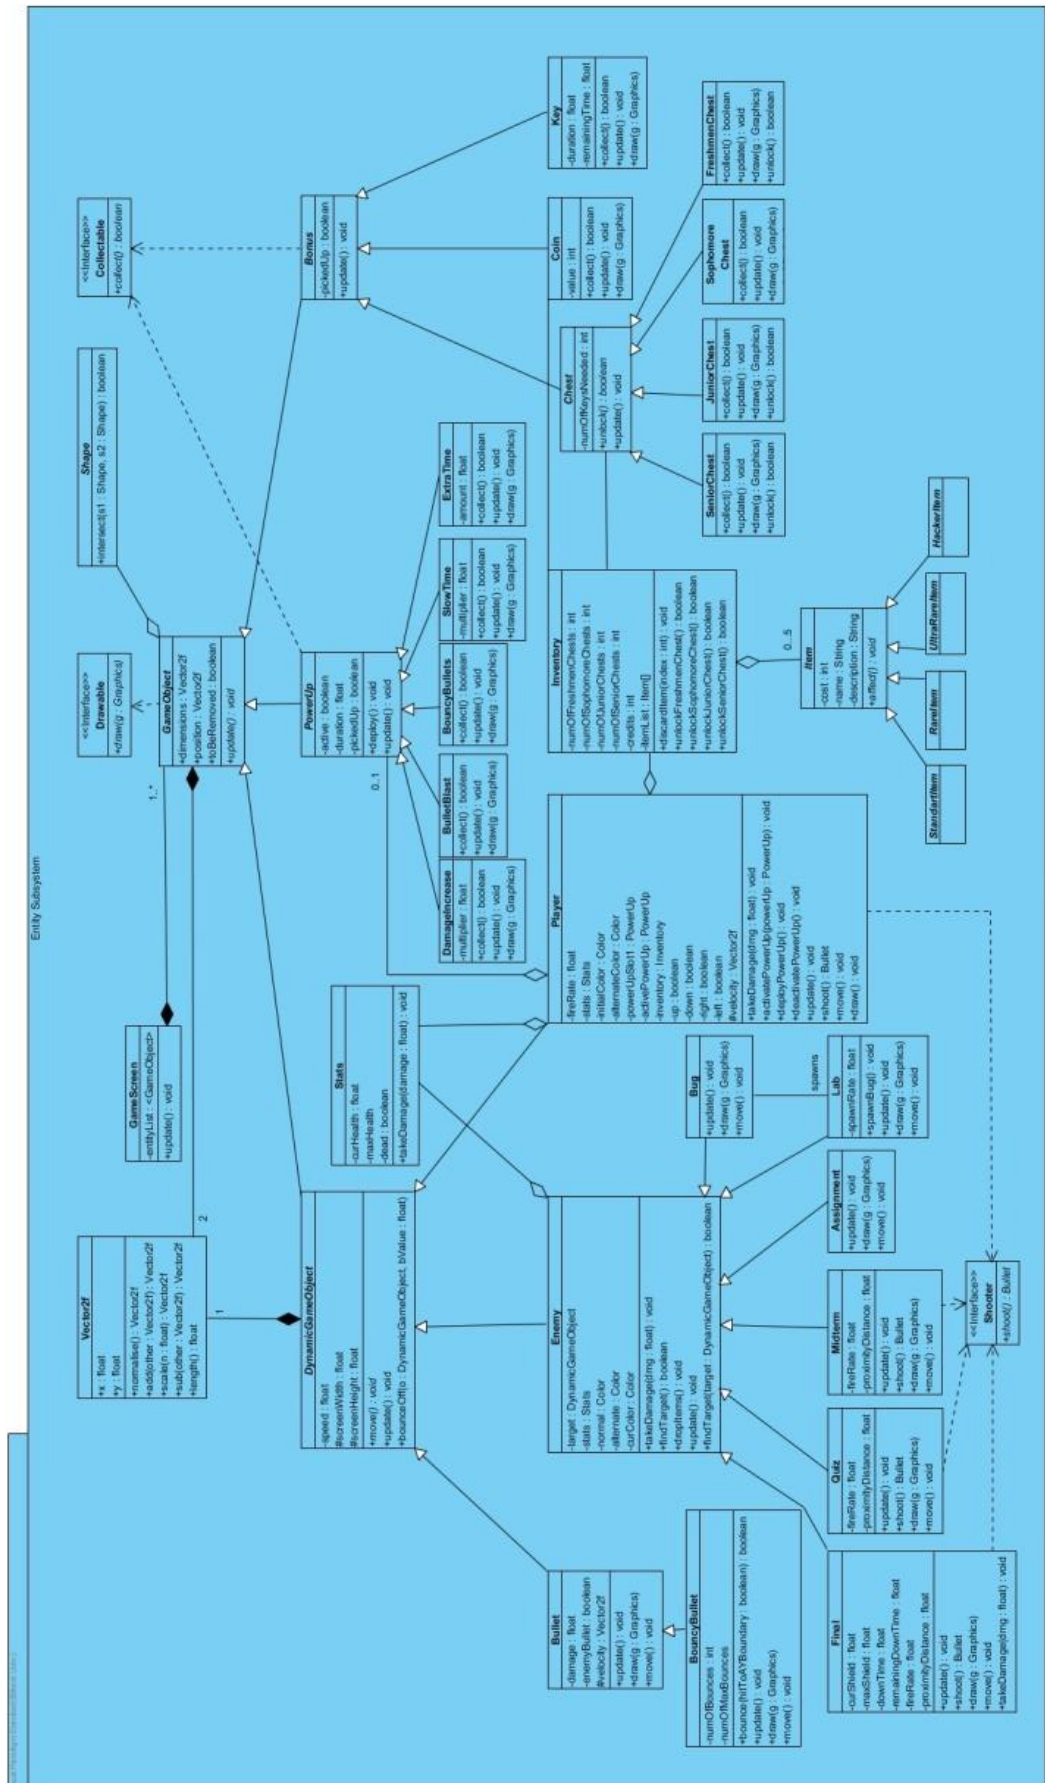 Entity Subsystem
Vector2f
+x : float
+y : float
+normalise() : Vector2f
+add(other : Vector2f) : Vector2f
+scale(n : float) : Vector2f
+sub(other : Vector2f) : Vector2f
+length() : float
GameScreen
-entityList : <GameObject>
+update() : void
<<Interface>>
Drawable
+draw(g : Graphics)
Shape
+intersect(s1 : Shape, s2 : Shape) : boolean
<<Interface>>
Collectable
+collect() : boolean
1
2
1..*
GameObject
+dimensions : Vector2f
+position : Vector2f
+toBeRemoved : boolean
+update() : void
DynamicGameObject
-speed : float
#screenWidth : float
#screenHeight : float
+move() : void
+update() : void
+bounceOff(o : DynamicGameObject, bValue : float)
Stats
-curHealth : float
-maxHealth
-dead : boolean
+takeDamage(damage : float) : void
PowerUp
-active : boolean
-duration : float
-pickedUp : boolean
+deploy() : void
+update() : void
0..1
Bonus
-pickedUp : boolean
+update() : void
DamageIncrease
-multiplier : float
+collect() : boolean
+update() : void
+draw(g : Graphics)
BulletBlast
+collect() : boolean
+update() : void
+draw(g : Graphics)
BouncyBullets
+collect() : boolean
+update() : void
+draw(g : Graphics)
SlowTime
-multiplier : float
+collect() : boolean
+update() : void
+draw(g : Graphics)
ExtraTime
-amount : float
+collect() : boolean
+update() : void
+draw(g : Graphics)
Bullet
-damage : float
-enemyBullet : boolean
#velocity : Vector2f
+update() : void
+draw(g : Graphics)
+move() : void
Enemy
-target : DynamicGameObject
-stats : Stats
-normal : Color
-alternate : Color
-curColor : Color
+takeDamage(dmg : float) : void
+findTarget() : boolean
+dropItems() : void
+update() : void
+findTarget(target : DynamicGameObject) : boolean
Player
-fireRate : float
-stats : Stats
-initialColor : Color
-alternateColor : Color
-powerUpSlot1 : PowerUp
-activePowerUp : PowerUp
-inventory : Inventory
-up : boolean
-down : boolean
-right : boolean
-left : boolean
#velocity : Vector2f
+takeDamage(dmg : float) : void
+activatePowerUp(powerUp : PowerUp) : void
+deployPowerUp() : void
+deactivatePowerUp() : void
+update() : void
+shoot() : Bullet
+move() : void
+draw() : void
Inventory
-numOfFreshmenChests : int
-numOfSophomoreChests : int
-numOfJuniorChests : int
-numOfSeniorChests : int
-credits : int
-itemList : Item[]
+discardItem(index : int) : void
+unlockFreshmenChest() : boolean
+unlockSophomoreChest() : boolean
+unlockJuniorChest() : boolean
+unlockSeniorChest() : boolean
0..5
Chest
-numOfKeysNeeded : int
+unlock() : boolean
+update() : void
Coin
-value : int
+collect() : boolean
+update() : void
+draw(g : Graphics)
Key
-duration : float
-remainingTime : float
+collect() : boolean
+update() : void
+draw(g : Graphics)
BouncyBullet
-numOfBounces : int
-numOfMaxBounces
+bounce(hitToAYBoundary : boolean) : boolean
+update() : void
+draw(g : Graphics)
+move() : void
Bug
+update() : void
+draw(g : Graphics)
+move() : void
spawns
SeniorChest
+collect() : boolean
+update() : void
+draw(g : Graphics)
+unlock() : boolean
JuniorChest
+collect() : boolean
+update() : void
+draw(g : Graphics)
+unlock() : boolean
Sophomore
Chest
+collect() : boolean
+update() : void
+draw(g : Graphics)
+unlock() : boolean
FreshmenChest
+collect() : boolean
+update() : void
+draw(g : Graphics)
+unlock() : boolean
Final
-curShield : float
-maxShield : float
-downTime : float
-remainingDownTime : float
-fireRate : float
-proximityDistance : float
+update() : void
+shoot() : Bullet
+draw(g : Graphics)
+move() : void
+takeDamage(dmg : float) : void
Quiz
-fireRate : float
-proximityDistance : float
+update() : void
+shoot() : Bullet
+draw(g : Graphics)
+move() : void
Midterm
-fireRate : float
-proximityDistance : float
+update() : void
+shoot() : Bullet
+draw(g : Graphics)
+move() : void
Assignment
+update() : void
+draw(g : Graphics)
+move() : void
Lab
-spawnRate : float
+spawnBug() : void
+update() : void
+draw(g : Graphics)
+move() : void
Item
-cost : int
-name : String
-description : String
+affect() : void
StandartItem
RareItem
UltraRareItem
HackerItem
<<Interface>>
Shooter
+shoot() : Bullet